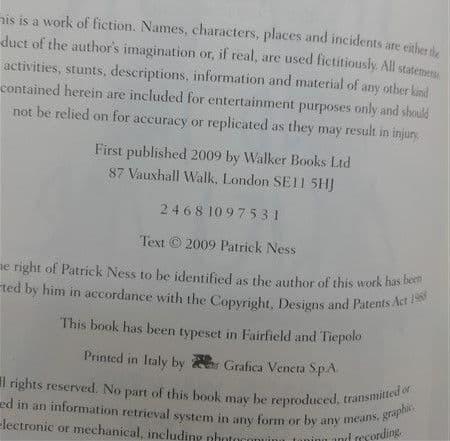 his is a work of fiction. Names, characters, places and incidents are either the
duct of the author's imagination or, if real, are used fictitiously. All statements
activities, stunts, descriptions, information and material of any other kind
contained herein are included for entertainment purposes only and should
not be relied on for accuracy or replicated as they may result in injury.
First published 2009 by Walker Books Ltd
87 Vauxhall Walk, London SE11 5HJ
2 4 6 8 10 9 7 5 3 1
Text © 2009 Patrick Ness
he right of Patrick Ness to be identified as the author of this work has been
rted by him in accordance with the Copyright, Designs and Patents Act 1988
This book has been typeset in Fairfield and Tiepolo
Printed in Italy by Grafica Veneta S.p.A.
ll rights reserved. No part of this book may be reproduced, transmitted or
ed in an information retrieval system in any form or by any means, graphic,
electronic or mechanical, including photocopying, taping and recording,